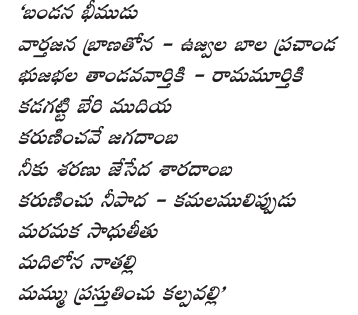 ‘బండన భీముడు
వార్తజన బ్రాణతోన – ఉజ్వల బాల ప్రచాండ
భుజభల తాండవవార్తికి – రామమూర్తికి
కడగట్టి బేరి ముదియ
కరుణించవే జగదాంబ
నీకు శరణు జేసేద శారదాంబ
కరుణించు నీపాద – కమలములిప్పుడు
మరమక సాధుతీతు
మదిలోన నాతల్లి
మమ్ము ప్రస్తుతించు కల్పవల్లి’